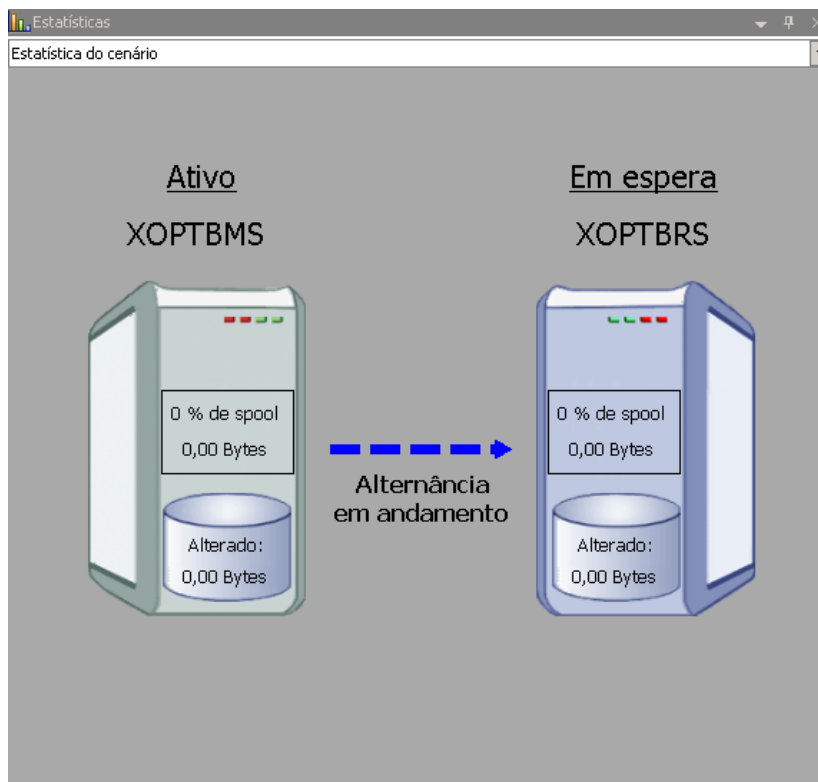 Estatísticas
Estatística do cenário
Ativo
Em espera
XOPTBMS
XOPTBRS
0 % de spool
0,00 Bytes
0 % de spool
0,00 Bytes
Alternância
em andamento
Alterado:
0,00 Bytes
Alterado:
0,00 Bytes